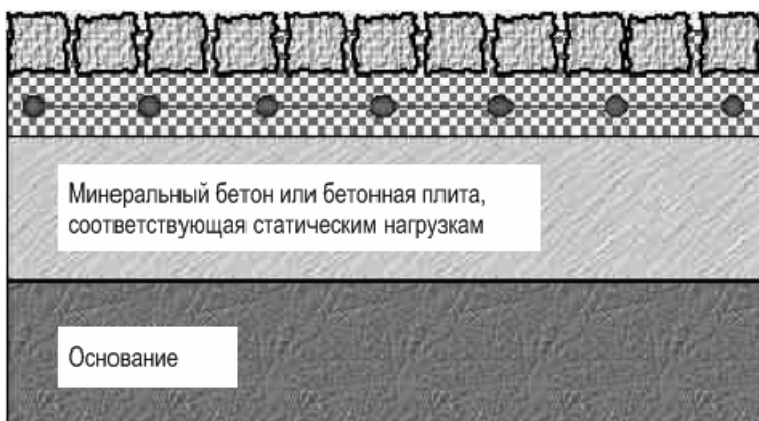 Минеральный бетон или бетонная плита,
соответствующая статическим нагрузкам
Основание